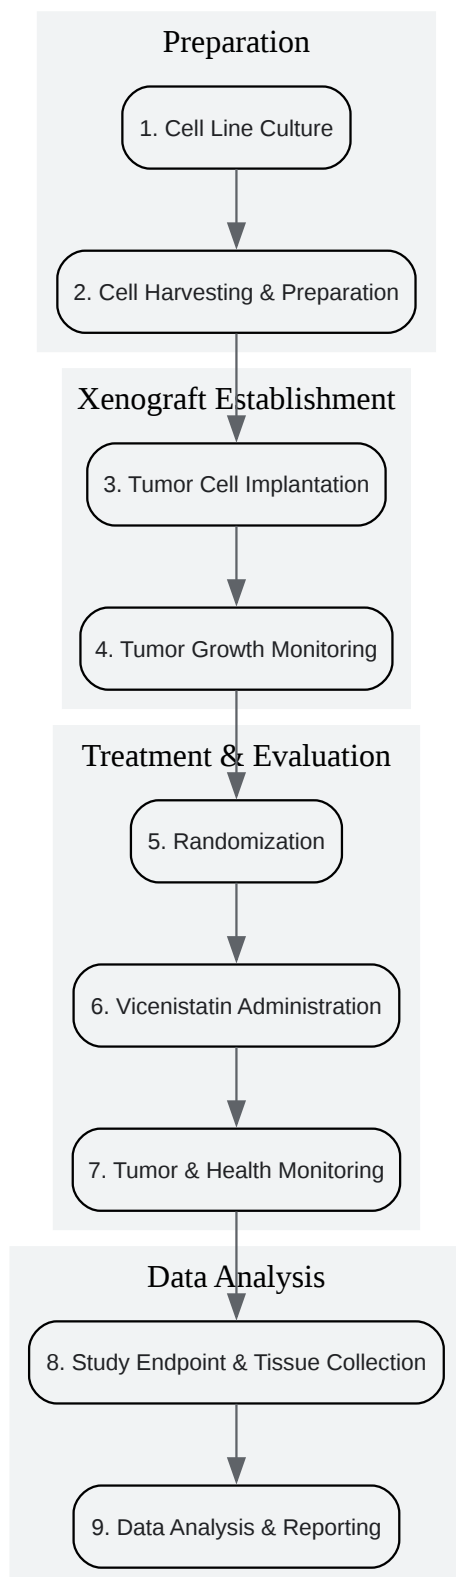 Preparation
1. Cell Line Culture
2. Cell Harvesting & Preparation
Xenograft Establishment
3. Tumor Cell Implantation
4. Tumor Growth Monitoring
Treatment & Evaluation
5. Randomization
6. Vicenistatin Administration
7. Tumor & Health Monitoring
Data Analysis
8. Study Endpoint & Tissue Collection
9. Data Analysis & Reporting